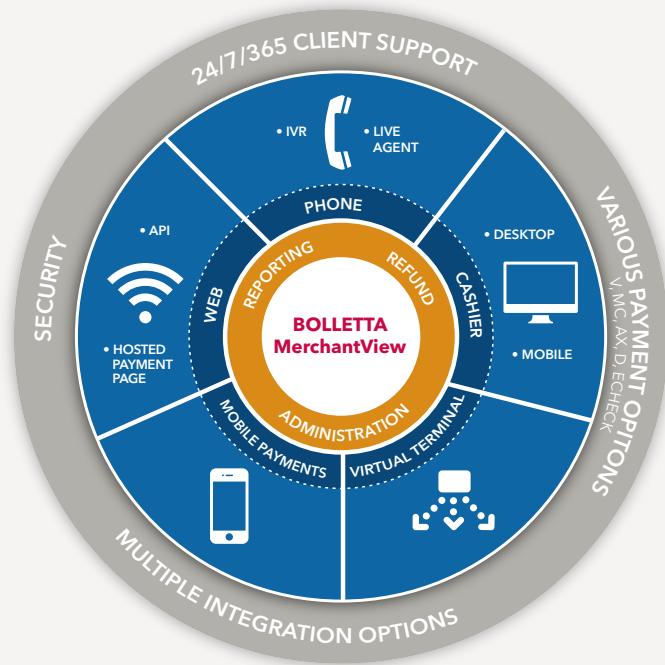 24/7/365 CLIENT SUPPORT
• IVR
• LIVE
AGENT
PHONE
SECURITY
• API
• HOSTED
PAYMENT
PAGE
WEB
REPORTING
REFUND
BOLLETTA
MerchantView
ADMINISTRATION
CASHIER
• DESKTOP
• MOBILE
VARIOUS PAYMENT OPITONS
V, MC, AX, D, ECHECK
MOBILE PAYMENTS
VIRTUAL TERMINAL
MULTIPLE INTEGRATION OPTIONS